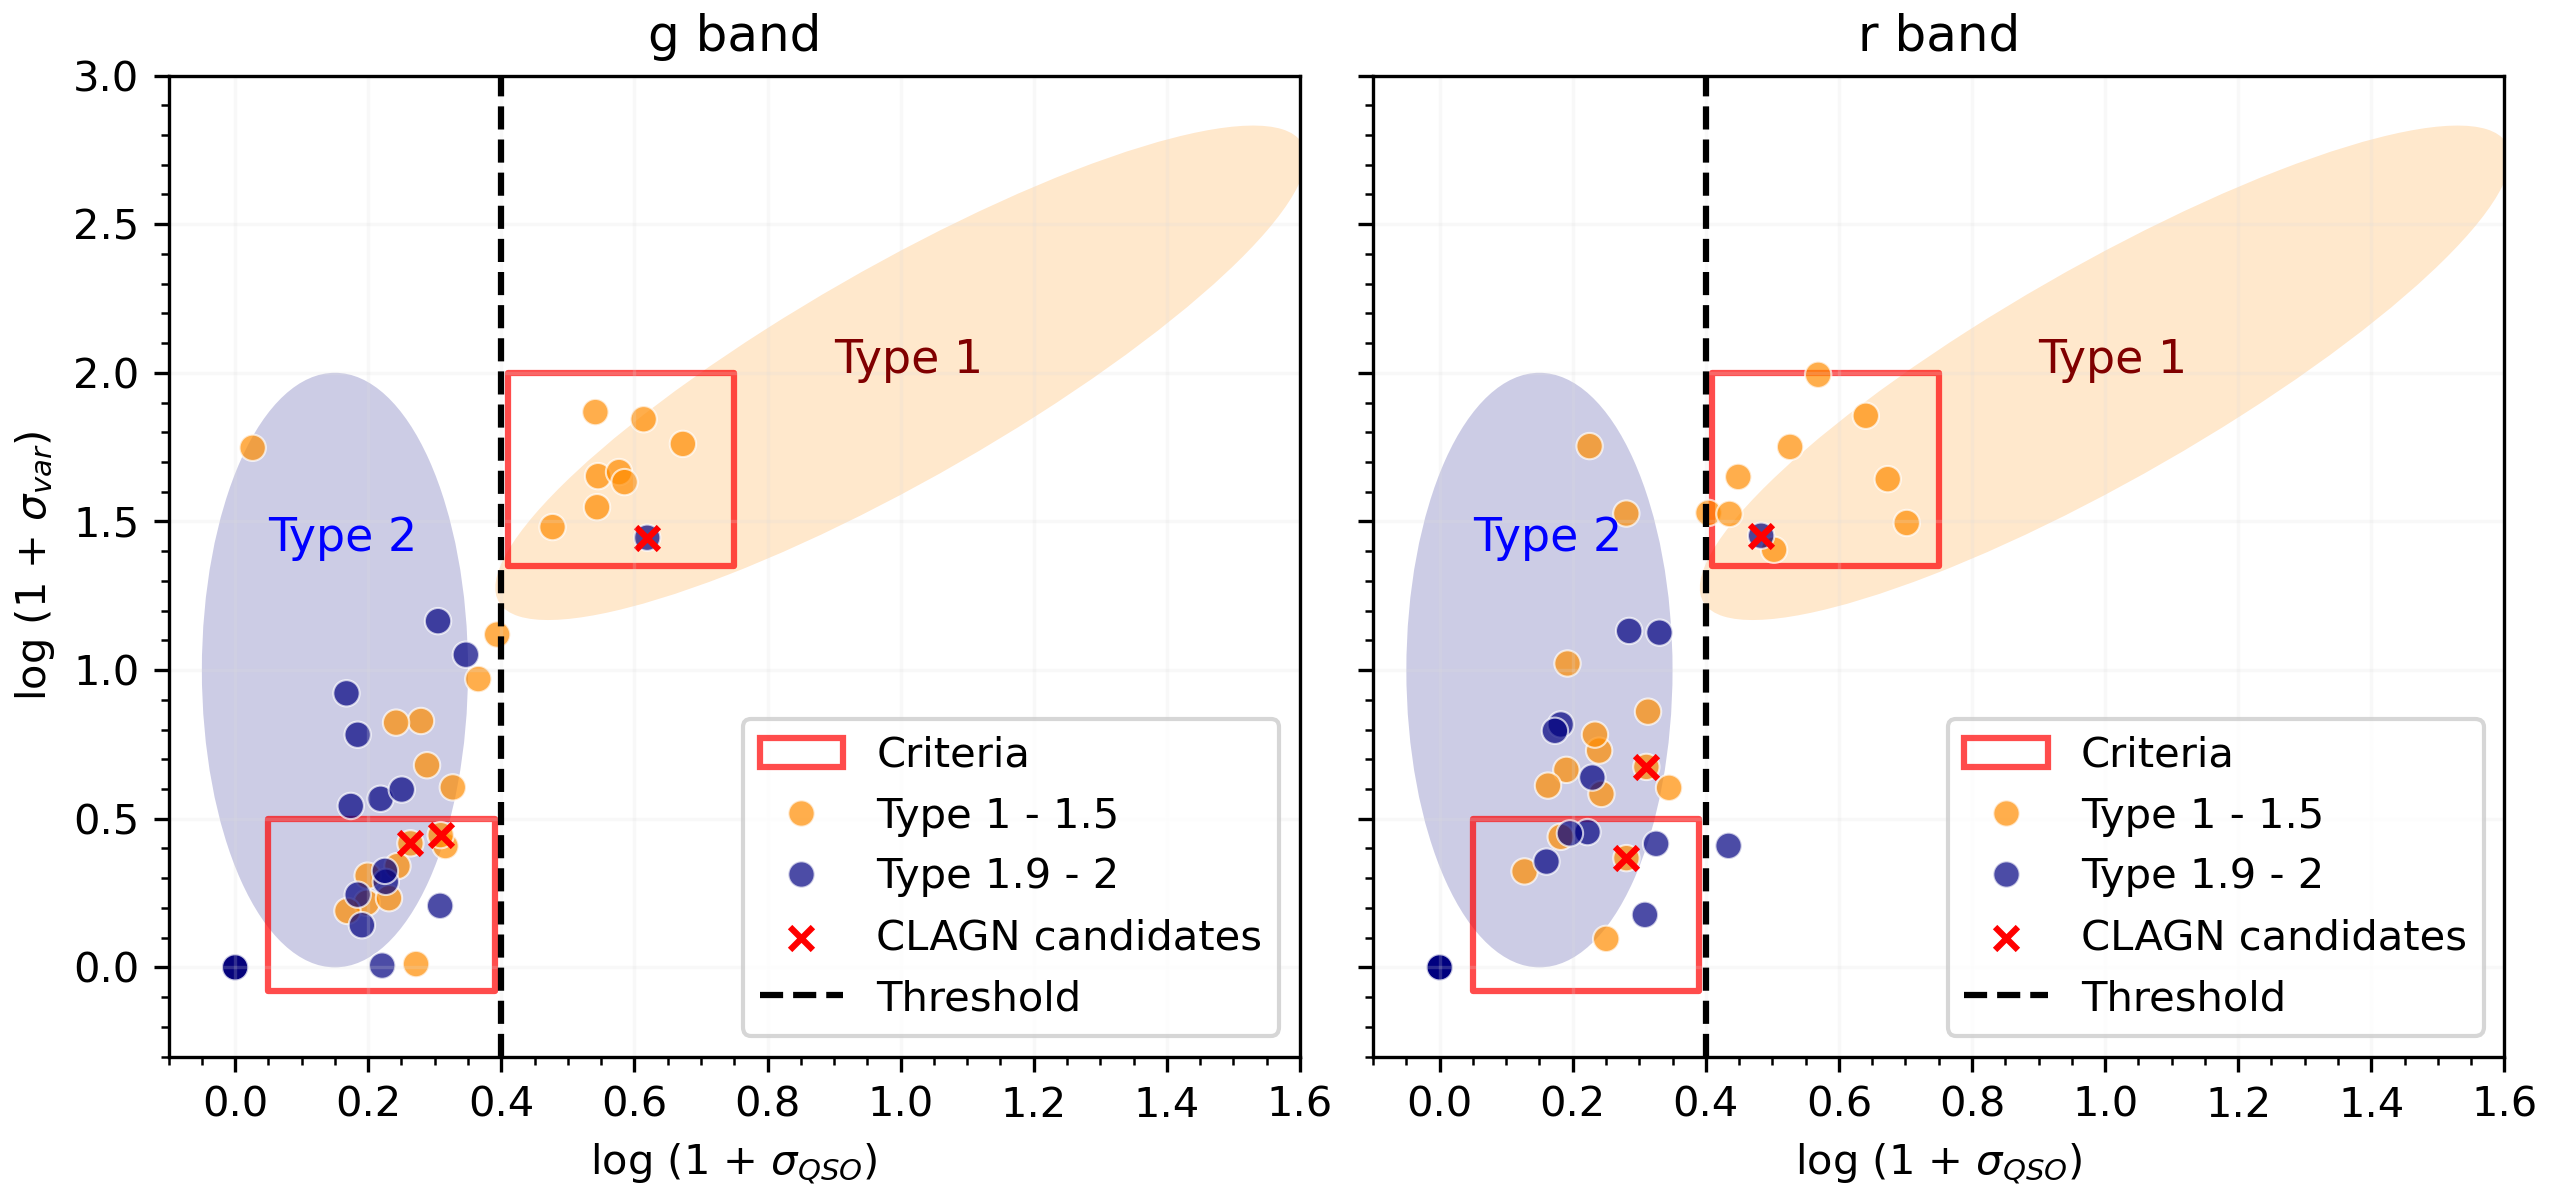 g band
r band
3.0
2.5
2.0
1.5
1.0
0.5
0.0
log (1 + σ_var)
Type 1
Type 2
Criteria
Type 1 - 1.5
Type 1.9 - 2
CLAGN candidates
Threshold
0.0 0.2 0.4 0.6 0.8 1.0 1.2 1.4 1.6
log (1 + σ_QSO)
Type 1
Type 2
Criteria
Type 1 - 1.5
Type 1.9 - 2
CLAGN candidates
Threshold
0.0 0.2 0.4 0.6 0.8 1.0 1.2 1.4 1.6
log (1 + σ_QSO)